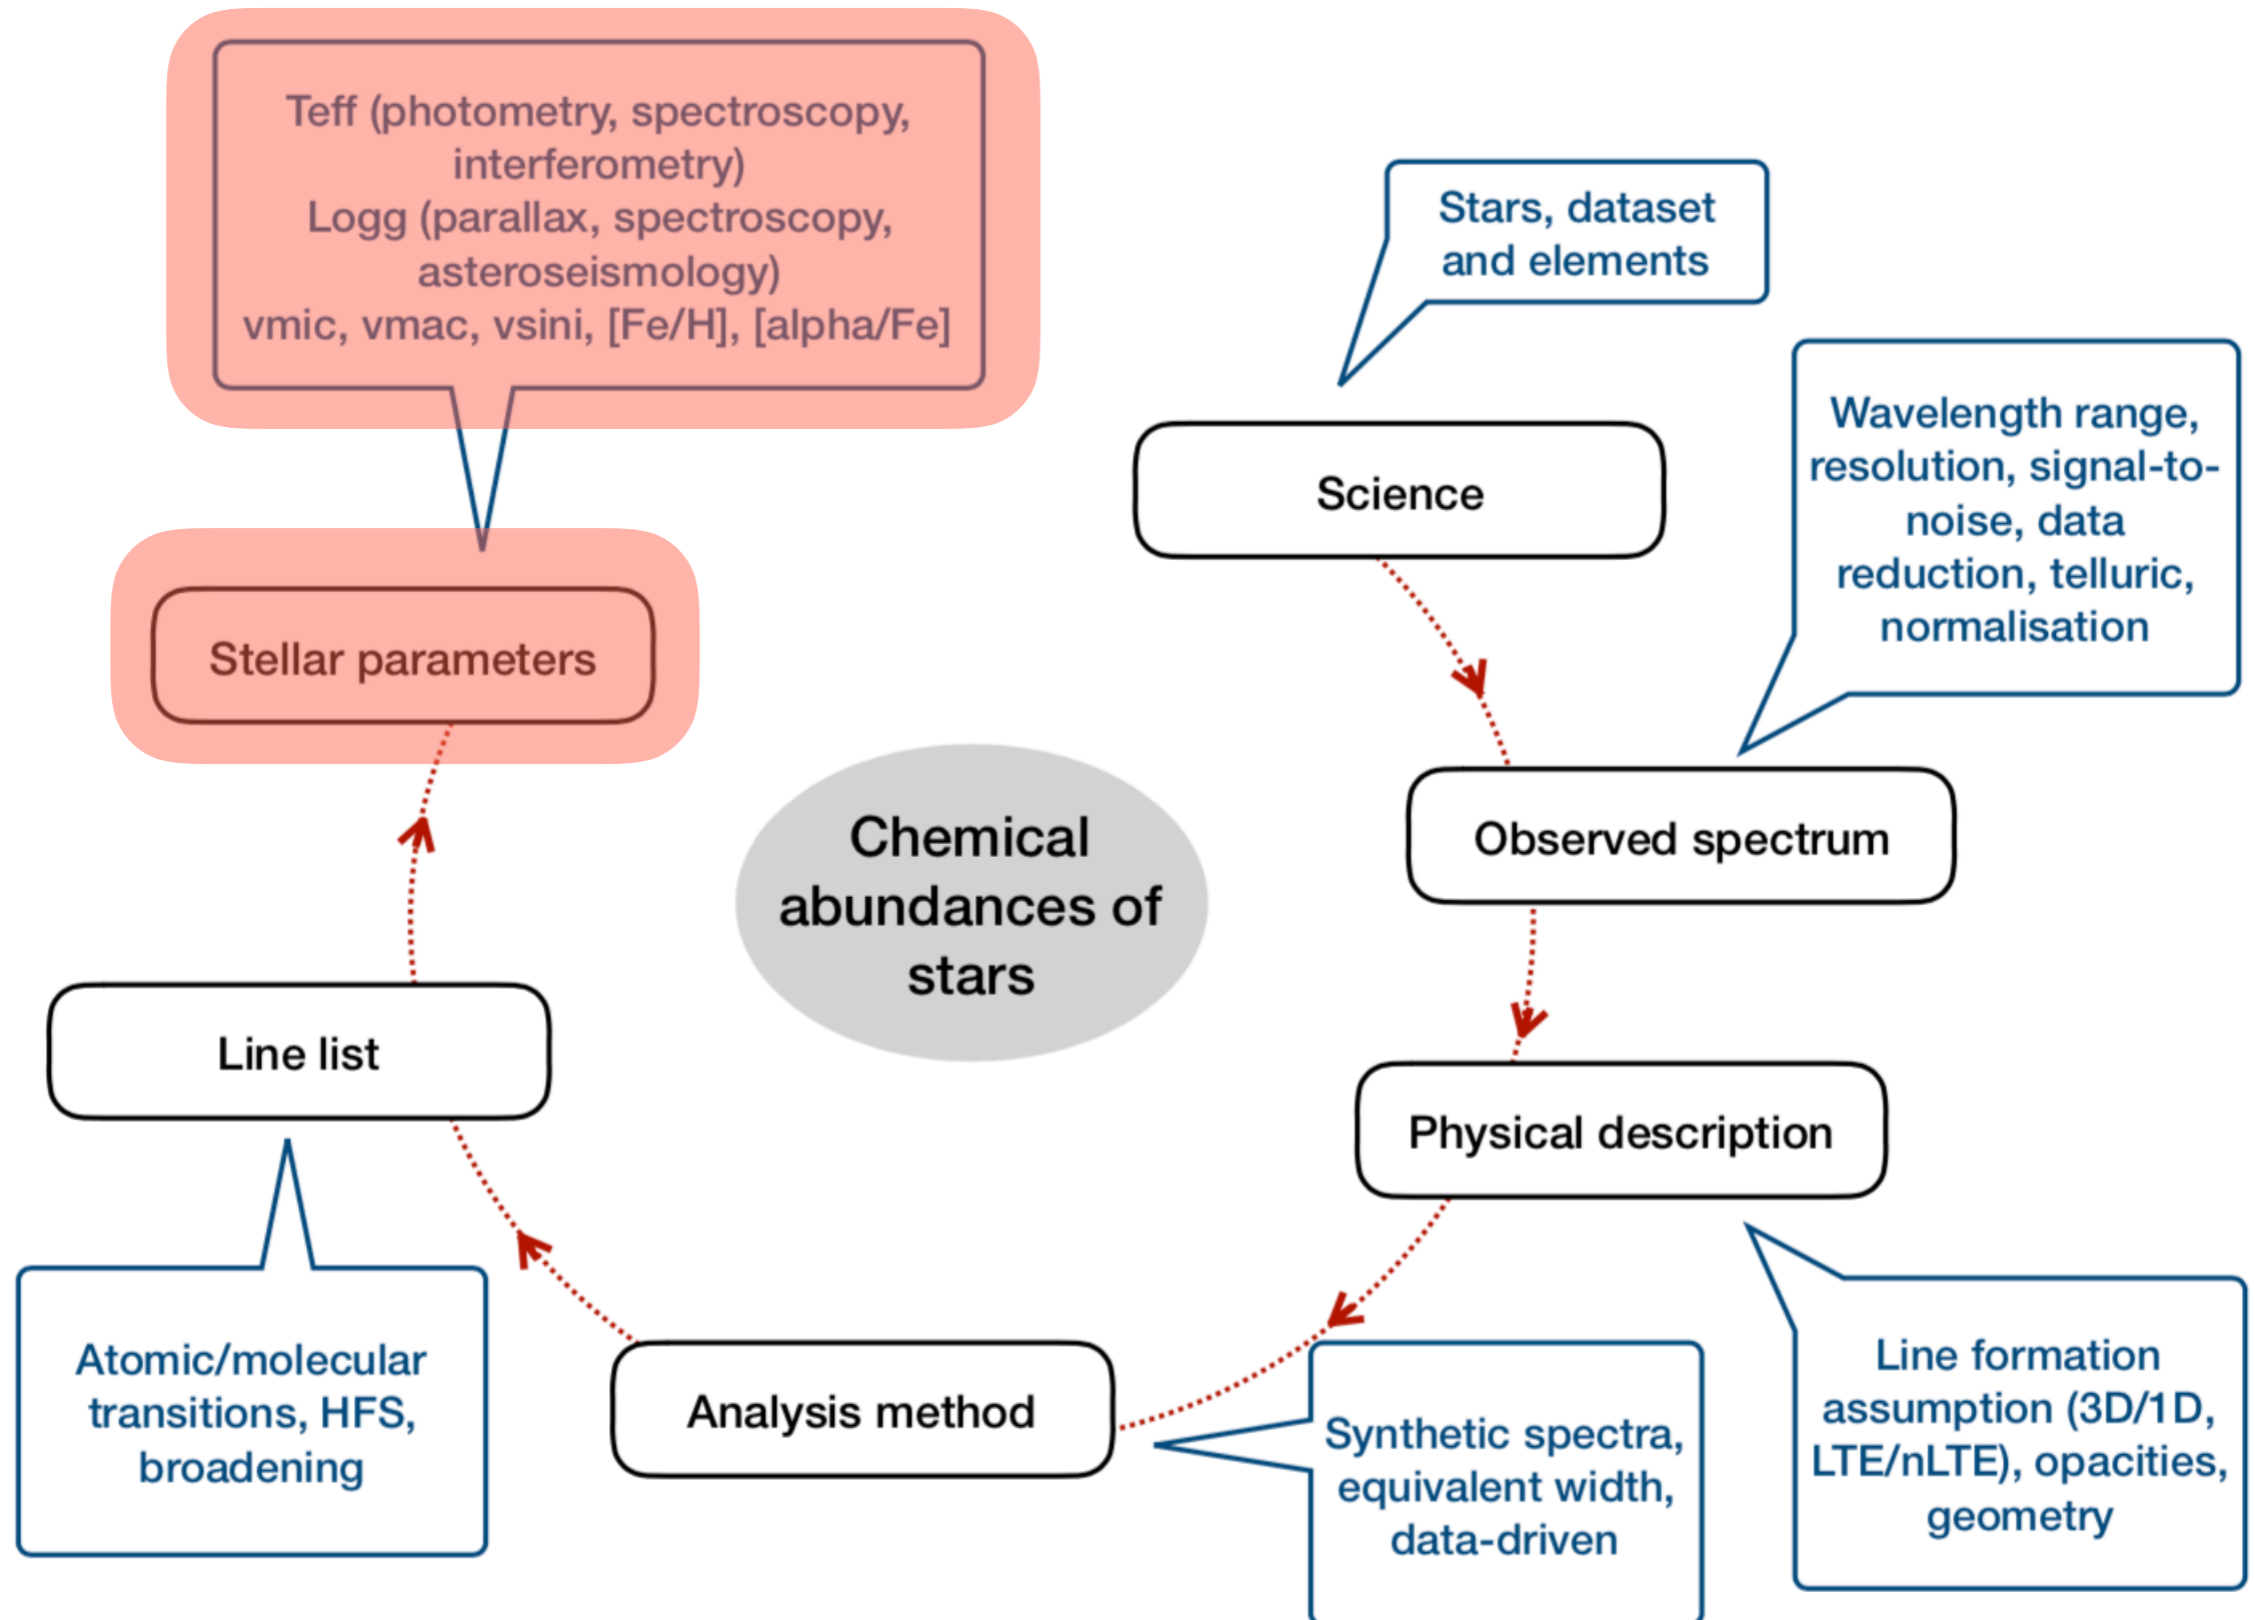 Teff (photometry, spectroscopy,
interferometry)
Logg (parallax, spectroscopy,
asteroseismology)
vmic, vmac, vsini, [Fe/H], [alpha/Fe]
Stellar parameters
Stars, dataset
and elements
Science
Wavelength range,
resolution, signal-to-
noise, data
reduction, telluric,
normalisation
Observed spectrum
Chemical
abundances of
stars
Physical description
Line formation
assumption (3D/1D,
LTE/nLTE), opacities,
geometry
Analysis method
Synthetic spectra,
equivalent width,
data-driven
Line list
Atomic/molecular
transitions, HFS,
broadening